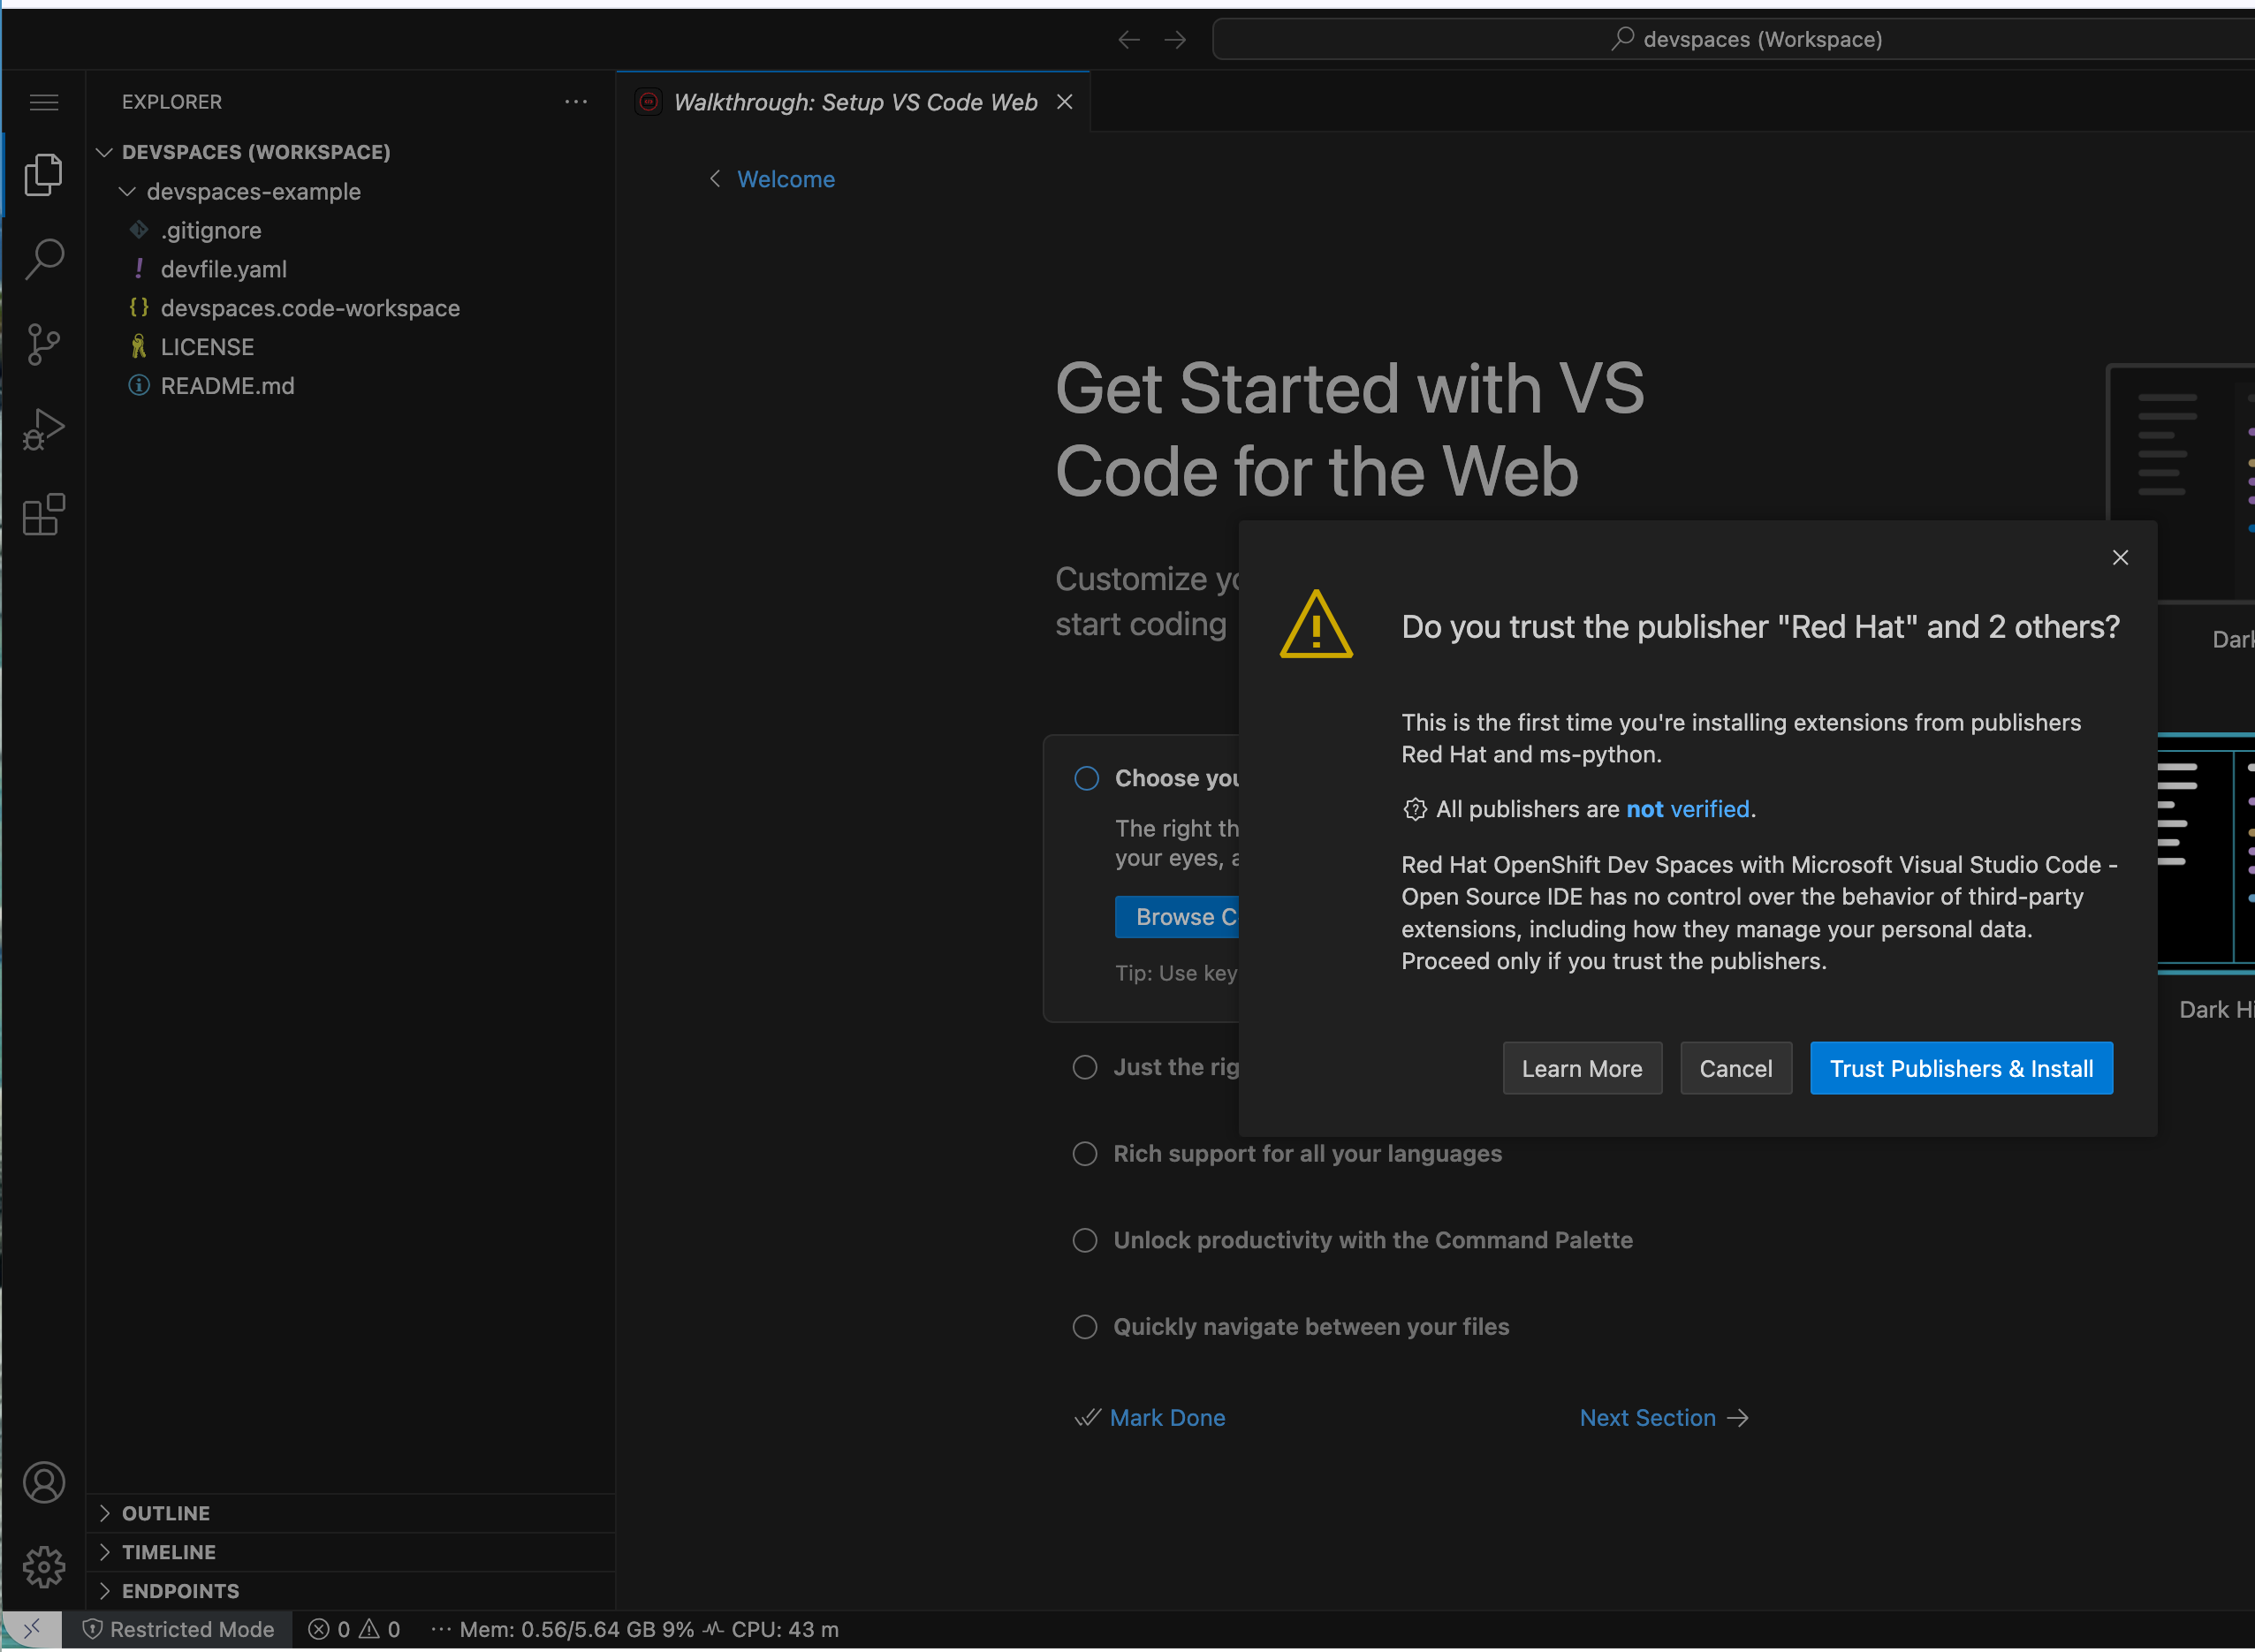 devspaces (Workspace)
EXPLORER
Walkthrough: Setup VS Code Web
DEVSPACES (WORKSPACE)
devspaces-example
.gitignore
devfile.yaml
devspaces.code-workspace
LICENSE
README.md
Welcome
Get Started with VS
Code for the Web
Customize
start coding
Choose
The right
your eyes,
Browse
Tip: Use
Just the
Rich support for all your languages
Unlock productivity with the Command Palette
Quickly navigate between your files
Mark Done
Next Section
Do you trust the publisher "Red Hat" and 2 others?
This is the first time you're installing extensions from publishers
Red Hat and ms-python.
All publishers are not verified.
Red Hat OpenShift Dev Spaces with Microsoft Visual Studio Code -
Open Source IDE has no control over the behavior of third-party
extensions, including how they manage your personal data.
Proceed only if you trust the publishers.
Learn More
Cancel
Trust Publishers & Install
Dark
OUTLINE
TIMELINE
ENDPOINTS
Restricted Mode
0
0
Mem: 0.56/5.64 GB 9%
CPU: 43 m